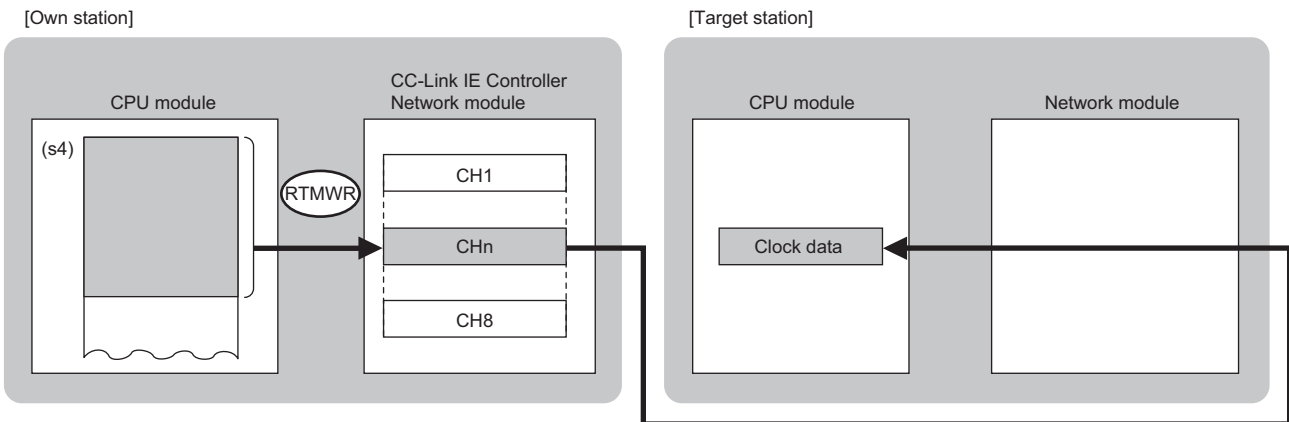 [Own station]
[Target station]
CPU module
CC-Link IE Controller
Network module
CPU module
Network module
(s4)
RTMWR
CH1
CHn
CH8
Clock data